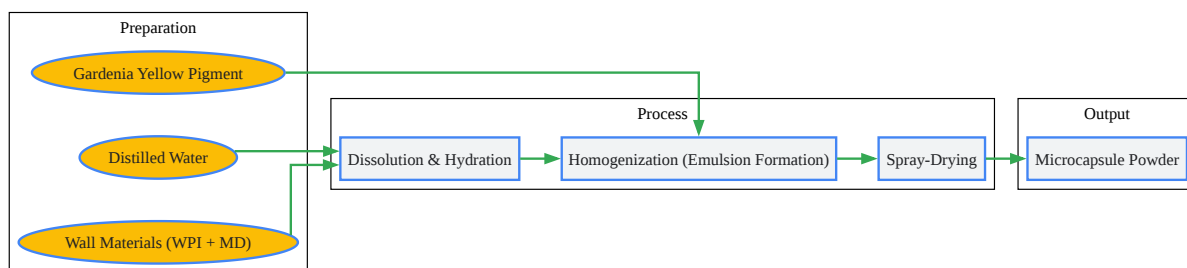 Preparation
Gardenia Yellow Pigment
Distilled Water
Wall Materials (WPI + MD)
Process
Dissolution & Hydration
Homogenization (Emulsion Formation)
Spray-Drying
Output
Microcapsule Powder